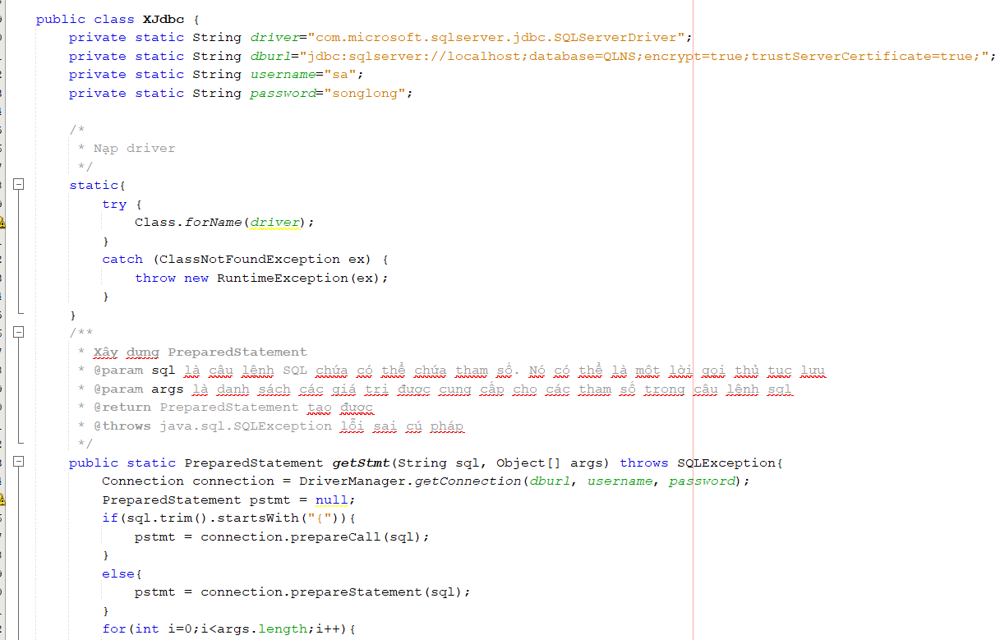 public class XJdbc {
private static String driver="com.microsoft.sqlserver.jdbc.SQLServerDriver";
private static String dburl="jdbc:sqlserver://localhost;database=QLNS;encrypt=true;trustServerCertificate=true;";
private static String username="sa";
private static String password="songlong";
/*
* Nạp driver
*/
static{
try {
Class.forName(driver);
}
catch (ClassNotFoundException ex) {
throw new RuntimeException(ex);
}
}
/**
* Xây dựng PreparedStatement
* @param sql là câu lệnh SQL chứa có thể chứa tham số. Nó có thể là một lời gọi thủ tục lưu
* @param args là danh sách các giá trị được cung cấp cho các tham số trong câu lệnh sql
* @return PreparedStatement tạo được
* @throws java.sql.SQLException lỗi sai cú pháp
*/
public static PreparedStatement getStmt(String sql, Object[] args) throws SQLException{
Connection connection = DriverManager.getConnection(dburl, username, password);
PreparedStatement pstmt = null;
if(sql.trim().startsWith("{")){
pstmt = connection.prepareCall(sql);
}
else{
pstmt = connection.prepareStatement(sql);
}
for(int i=0;i<args.length;i++){